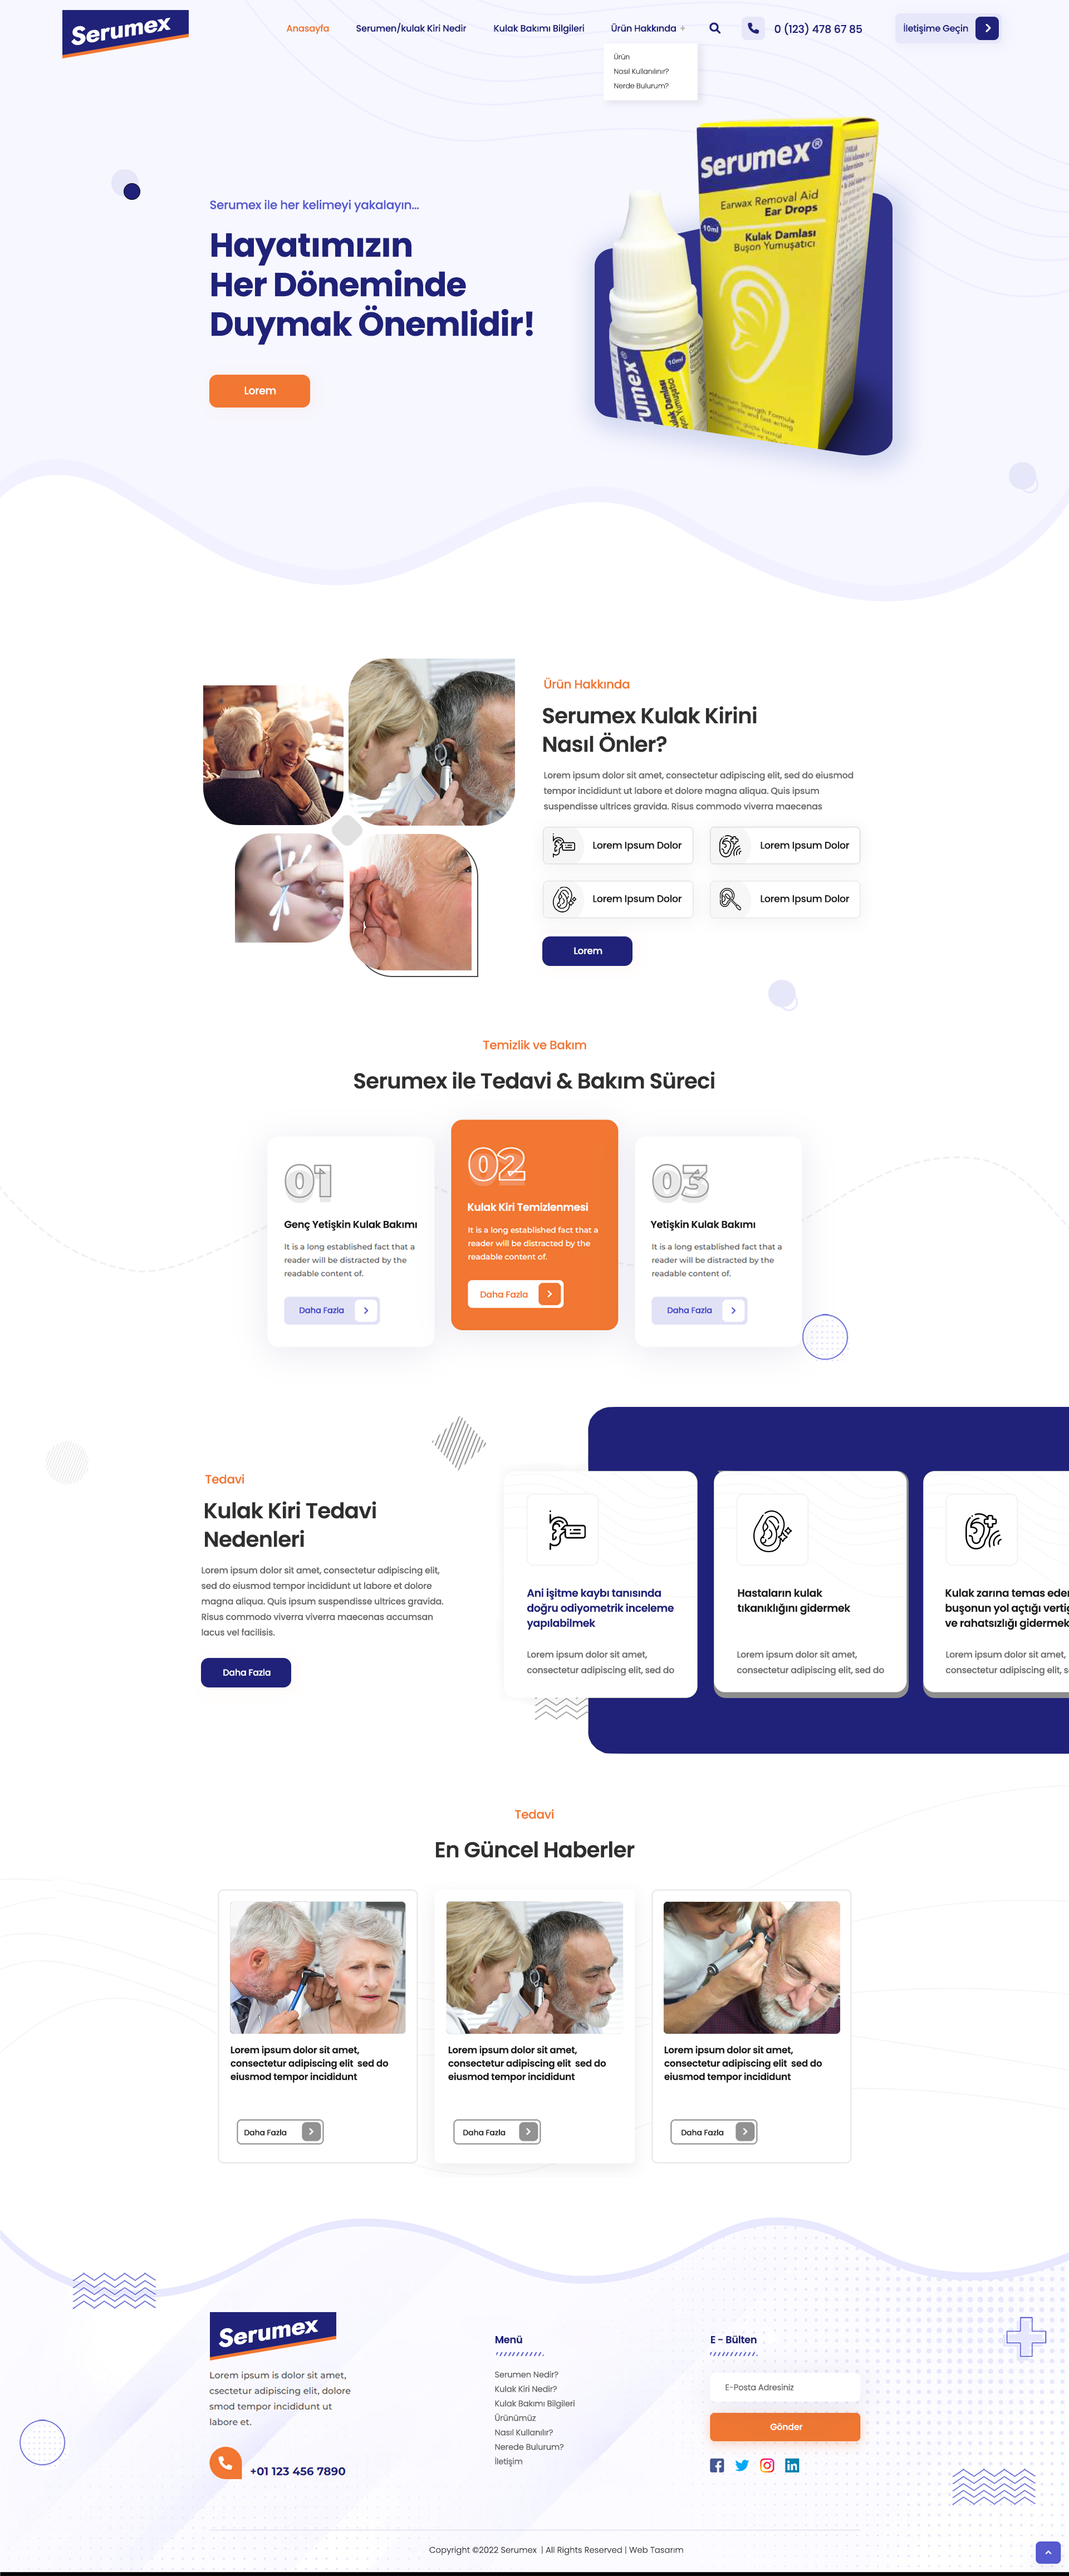 Serumex
Anasayfa
Serumen/kulak Kiri Nedir
Kulak Bakımı Bilgileri
Ürün Hakkında +
0 (123) 478 67 85
İletişime Geçin
Ürün
Nasıl Kullanılınır?
Nerde Bulurum?
Serumex ile her kelimeyi yakalayın...
Hayatımızın
Her Döneminde
Duymak Önemlidir!
Lorem
Serumex®
Earwax Removal Aid
Ear Drops
10ml
Kulak Damlası
Buşon Yumuşatıcı
10ml
Kulak Damlası
Ürün Hakkında
Serumex Kulak Kirini
Nasıl Önler?
Lorem ipsum dolor sit amet, consectetur adipiscing elit, sed do eiusmod
tempor incididunt ut labore et dolore magna aliqua. Quis ipsum
suspendisse ultrices gravida. Risus commodo viverra maecenas
Lorem Ipsum Dolor
Lorem Ipsum Dolor
Lorem Ipsum Dolor
Lorem Ipsum Dolor
Lorem
Temizlik ve Bakım
Serumex ile Tedavi & Bakım Süreci
01
Genç Yetişkin Kulak Bakımı
It is a long established fact that a
reader will be distracted by the
readable content of.
Daha Fazla
02
Kulak Kiri Temizlenmesi
It is a long established fact that a
reader will be distracted by the
readable content of.
Daha Fazla
03
Yetişkin Kulak Bakımı
It is a long established fact that a
reader will be distracted by the
readable content of.
Daha Fazla
Tedavi
Kulak Kiri Tedavi
Nedenleri
Lorem ipsum dolor sit amet, consectetur adipiscing elit,
sed do eiusmod tempor incididunt ut labore et dolore
magna aliqua. Quis ipsum suspendisse ultrices gravida.
Risus commodo viverra viverra maecenas accumsan
lacus vel facilisis.
Daha Fazla
Ani işitme kaybı tanısında
doğru odiyometrik inceleme
yapılabilmek
Lorem ipsum dolor sit amet,
consectetur adipiscing elit, sed do
Hastaların kulak
tıkanıklığını gidermek
Lorem ipsum dolor sit amet,
consectetur adipiscing elit, sed do
Kulak zarına temas eden
buşonun yol açtığı
ve rahatsızlığı gidermek
Lorem ipsum dolor sit amet,
consectetur adipiscing elit,
Tedavi
En Güncel Haberler
Lorem ipsum dolor sit amet,
consectetur adipiscing elit sed do
eiusmod tempor incididunt
Daha Fazla
Lorem ipsum dolor sit amet,
consectetur adipiscing elit sed do
eiusmod tempor incididunt
Daha Fazla
Lorem ipsum dolor sit amet,
consectetur adipiscing elit sed do
eiusmod tempor incididunt
Daha Fazla
Serumex
Lorem ipsum is dolor sit amet,
csectetur adipiscing elit, dolore
smod tempor incididunt ut
labore et.
+01 123 456 7890
Menü
Serumen Nedir?
Kulak Kiri Nedir?
Kulak Bakımı Bilgileri
Ürünümüz
Nasıl Kullanılır?
Nerede Bulurum?
İletişim
E - Bülten
E-Posta Adresiniz
Gönder
Copyright ©2022 Serumex | All Rights Reserved | Web Tasarım